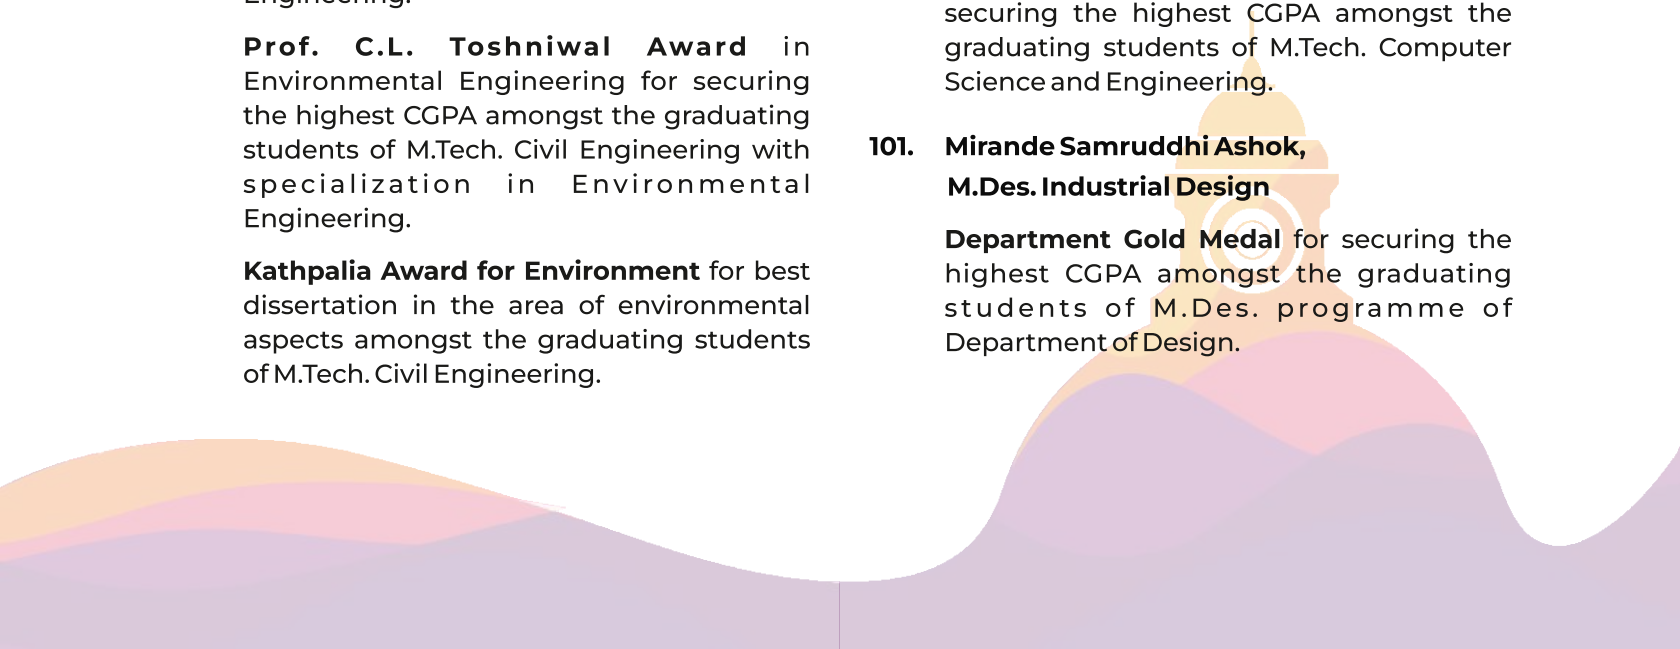 Engineering.
Prof. C.L. Toshniwal Award in
Environmental Engineering for securing
the highest CGPA amongst the graduating
students of M.Tech. Civil Engineering with
specialization in Environmental
Engineering.
Kathpalia Award for Environment for best
dissertation in the area of environmental
aspects amongst the graduating students
of M.Tech. Civil Engineering.
securing the highest CGPA amongst the
graduating students of M.Tech. Computer
Science and Engineering.
101. Mirande Samruddhi Ashok,
M.Des. Industrial Design
Department Gold Medal for securing the
highest CGPA amongst the graduating
students of M.Des. programme of
Department of Design.